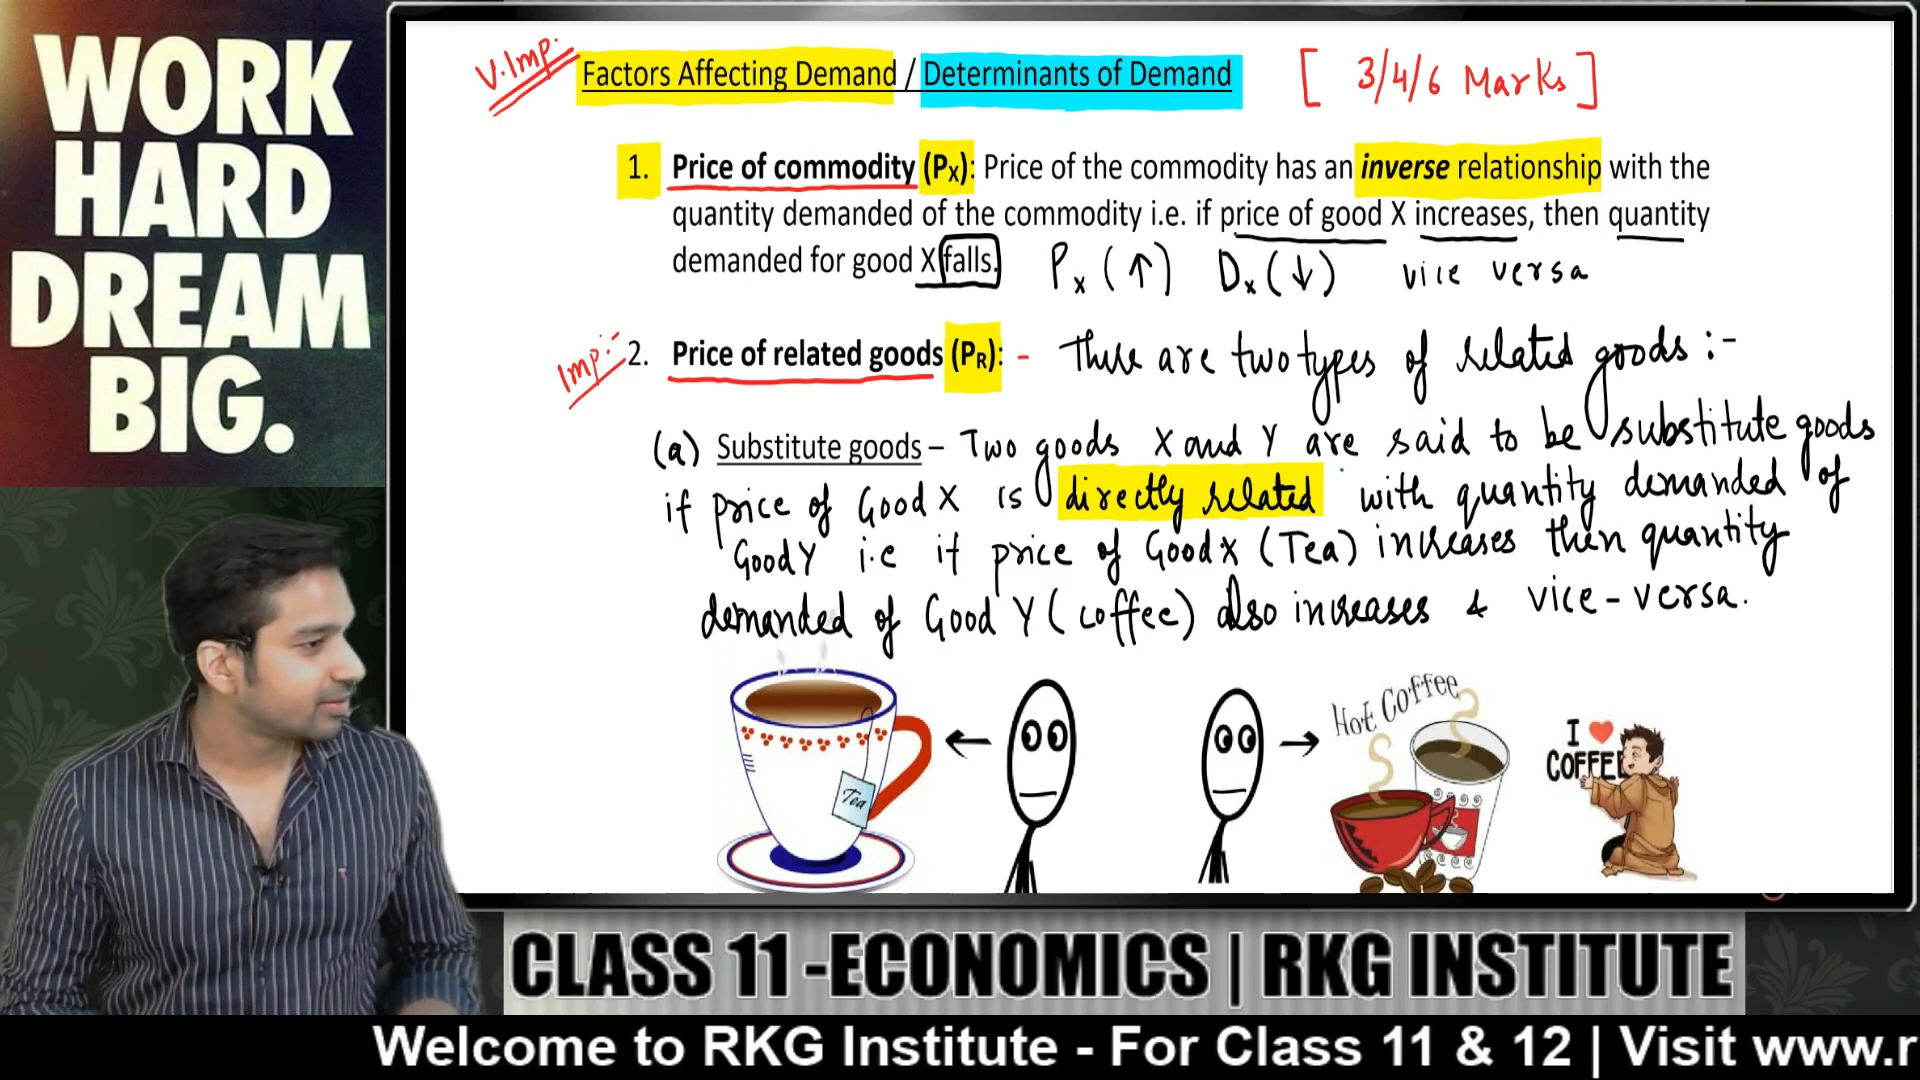 WORK
HARD
DREAM
BIG.
V. Imp.
Factors Affecting Demand / Determinants of Demand [ 3/4/6 Marks ]
1. Price of commodity (PX): Price of the commodity has an inverse relationship with the
quantity demanded of the commodity i.e. if price of good X increases, then quantity
demanded for good X falls. Px (↑) Dx (↓) vice versa
Imp:-
2. Price of related goods (PR): - There are two types of related goods :-
(a) Substitute goods – Two goods X and Y are said to be substitute goods
if price of Good X is directly related with quantity demanded of
Good Y i.e if price of Good X (Tea) increases then quantity
demanded of Good Y (coffee) also increases & vice-versa.
Tea
Hot Coffee
I ❤
COFFEE
CLASS 11 -ECONOMICS | RKG INSTITUTE
Welcome to RKG Institute - For Class 11 & 12 | Visit www.r